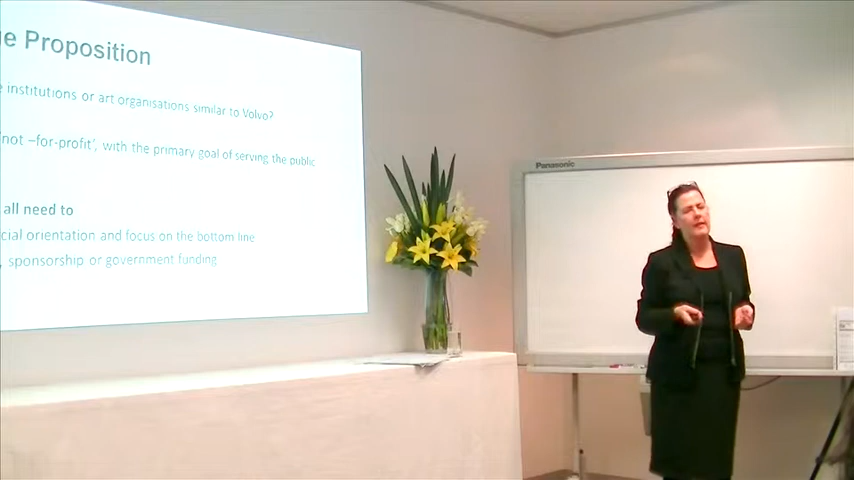 e Proposition
institutions or art organisations similar to Volvo?
'not –for-profit', with the primary goal of serving the public
all need to
cial orientation and focus on the bottom line
, sponsorship or government funding
Panasonic